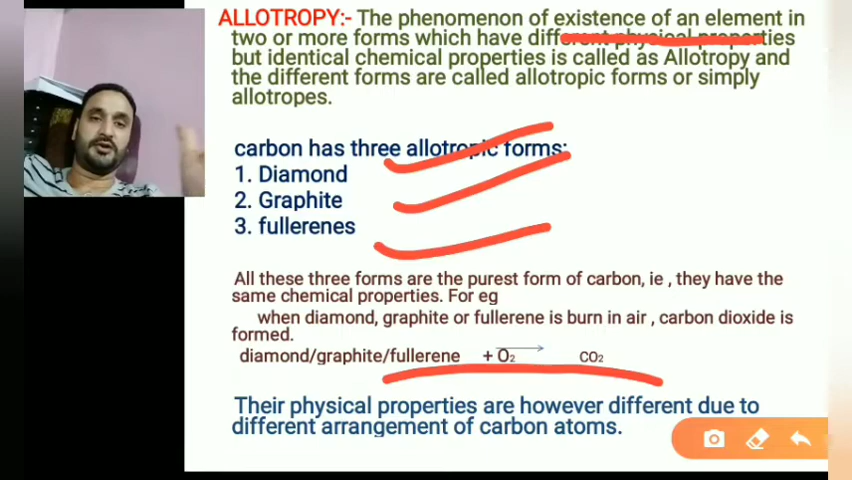 ALLOTROPY:- The phenomenon of existence of an element in
two or more forms which have different physical properties
but identical chemical properties is called as Allotropy and
the different forms are called allotropic forms or simply
allotropes.
carbon has three allotropic forms:
1. Diamond
2. Graphite
3. fullerenes
All these three forms are the purest form of carbon, ie , they have the
same chemical properties. For eg
when diamond, graphite or fullerene is burn in air , carbon dioxide is
formed.
diamond/graphite/fullerene + O₂ → CO₂
Their physical properties are however different due to
different arrangement of carbon atoms.